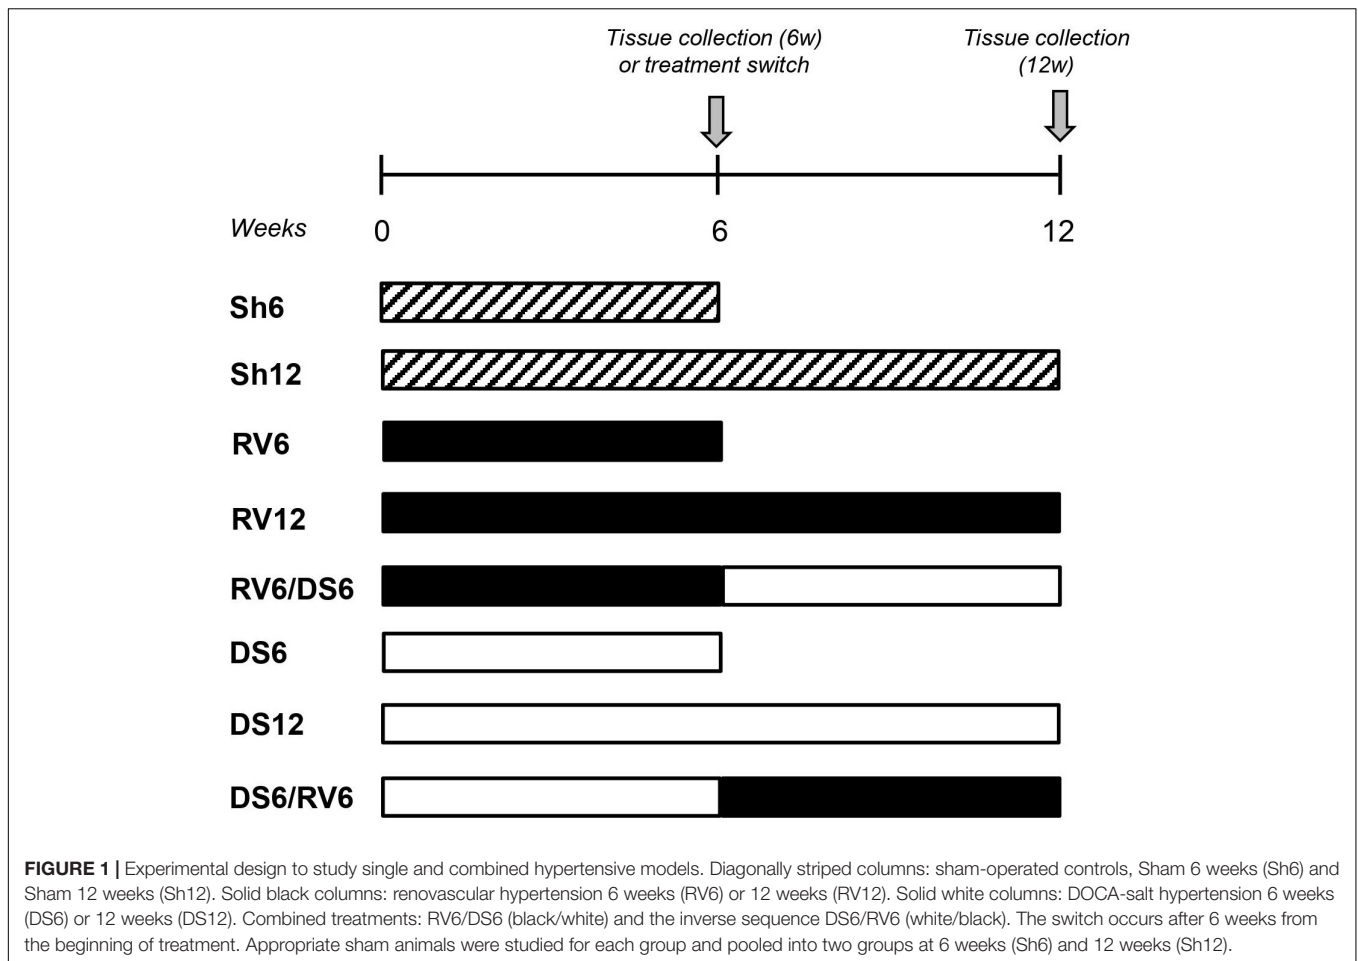 Tissue collection (6w)
or treatment switch
Tissue collection
(12w)
Weeks 0 6 12
Sh6
Sh12
RV6
RV12
RV6/DS6
DS6
DS12
DS6/RV6
FIGURE 1 | Experimental design to study single and combined hypertensive models. Diagonally striped columns: sham-operated controls, Sham 6 weeks (Sh6) and
Sham 12 weeks (Sh12). Solid black columns: renovascular hypertension 6 weeks (RV6) or 12 weeks (RV12). Solid white columns: DOCA-salt hypertension 6 weeks
(DS6) or 12 weeks (DS12). Combined treatments: RV6/DS6 (black/white) and the inverse sequence DS6/RV6 (white/black). The switch occurs after 6 weeks from
the beginning of treatment. Appropriate sham animals were studied for each group and pooled into two groups at 6 weeks (Sh6) and 12 weeks (Sh12).